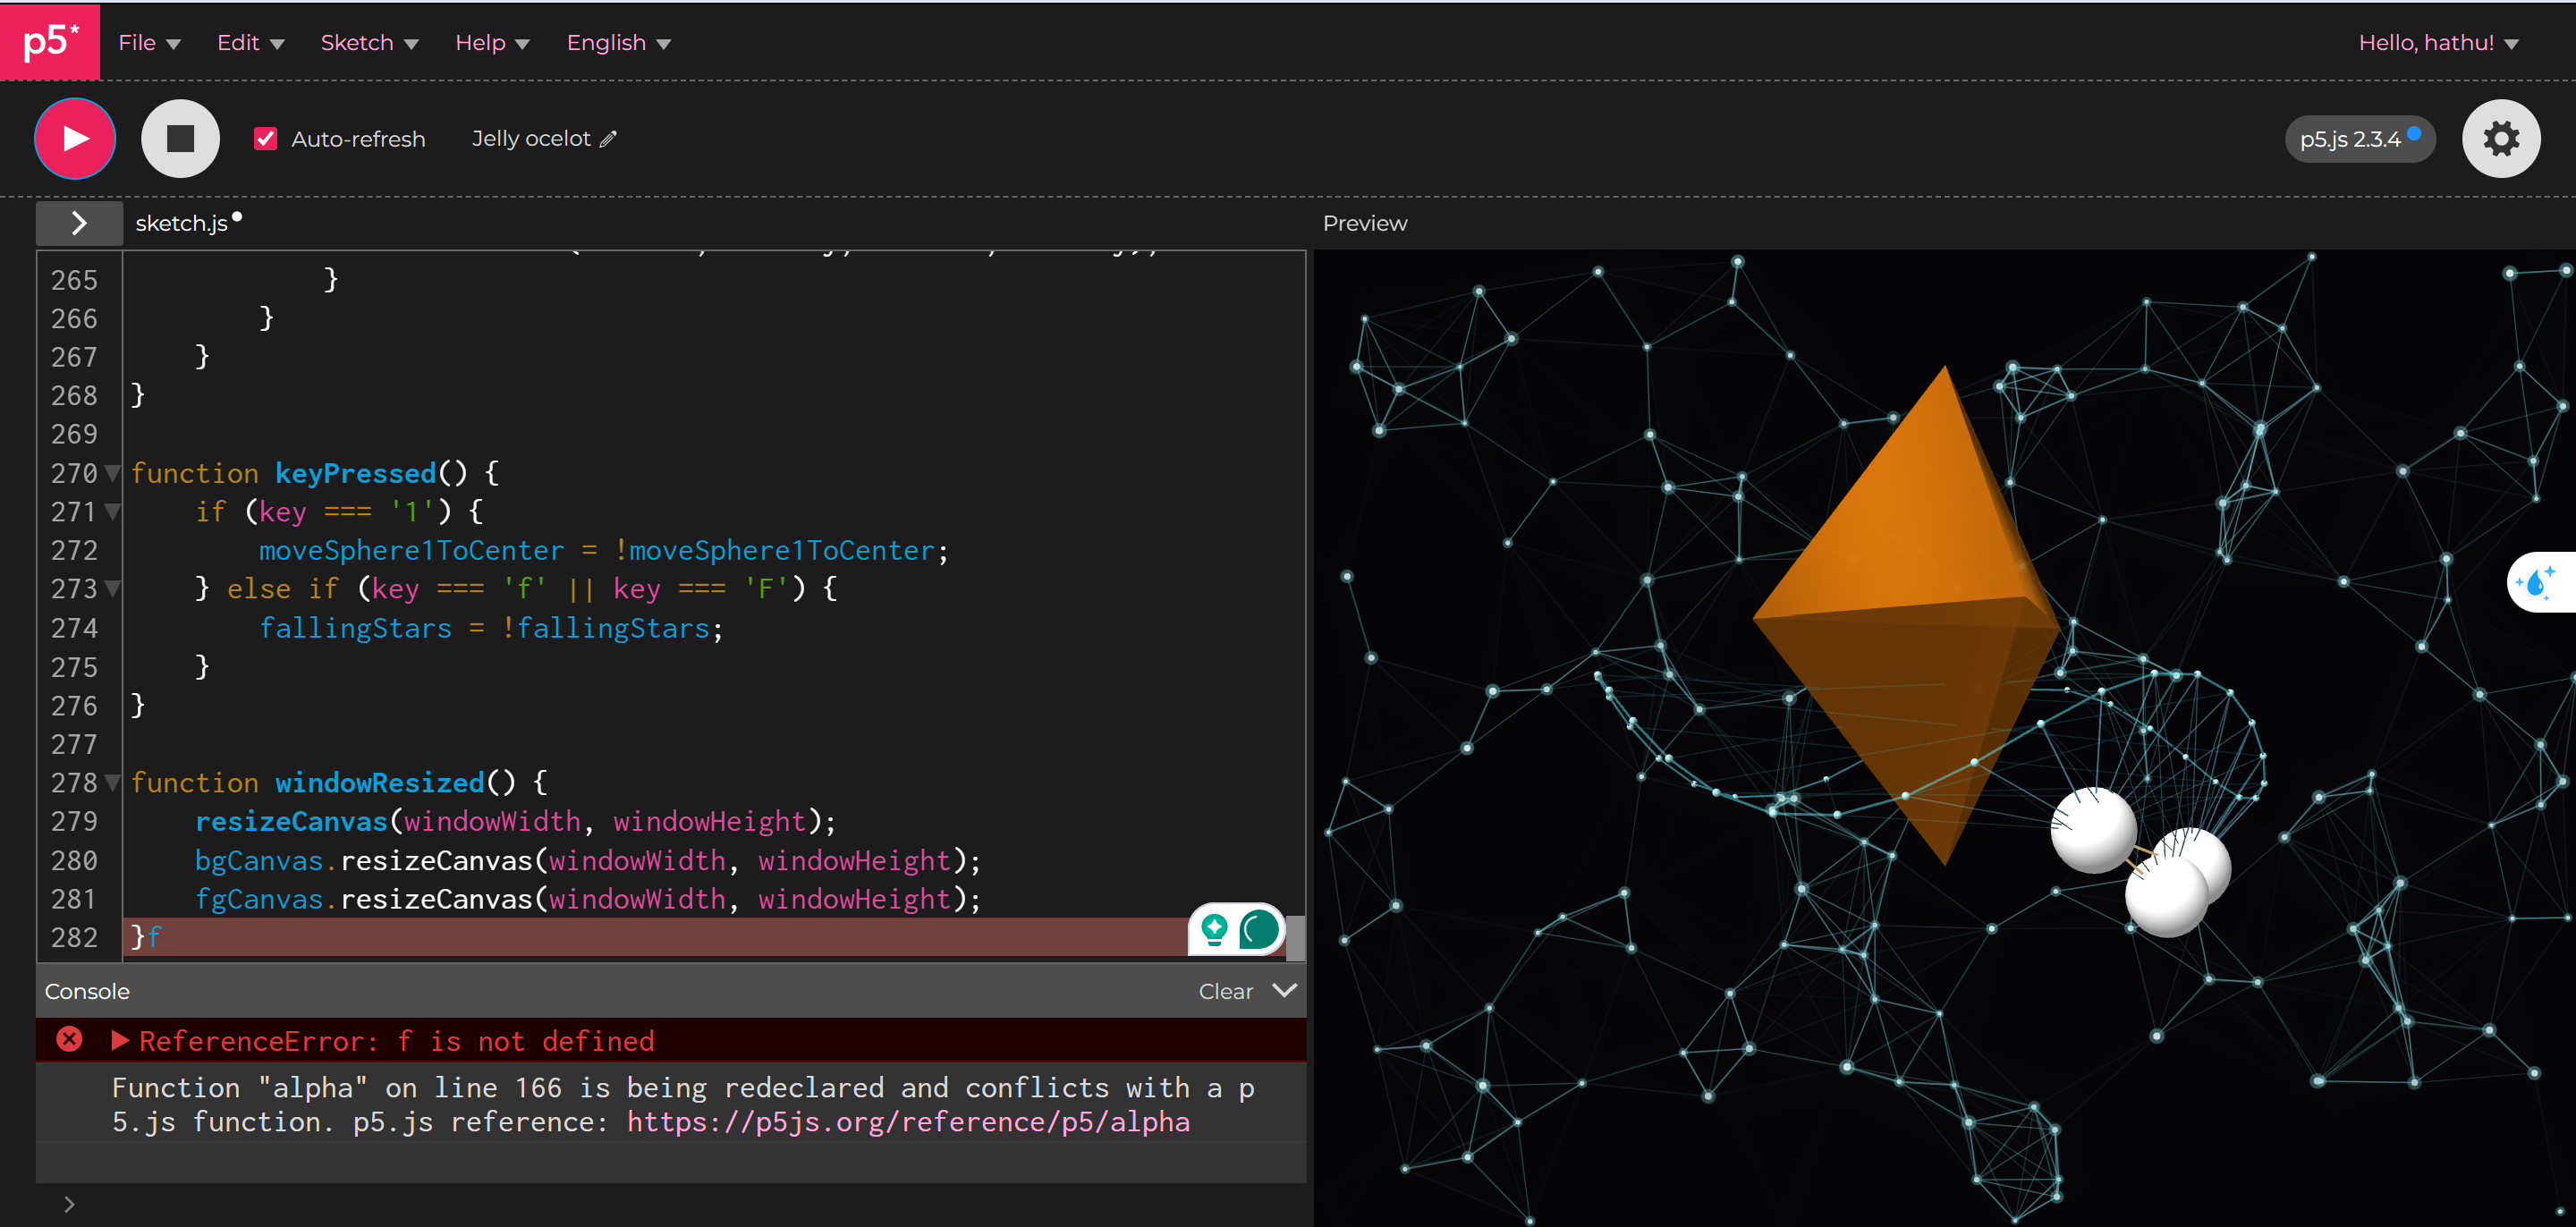 p5*
File Edit Sketch Help English Hello, hathu!
Auto-refresh Jelly ocelot p5.js 2.3.4
sketch.js
Preview
265 }
266 }
267 }
268 }
269
270 function keyPressed() {
271 if (key === '1') {
272 moveSphere1ToCenter = !moveSphere1ToCenter;
273 } else if (key === 'f' || key === 'F') {
274 fallingStars = !fallingStars;
275 }
276 }
277
278 function windowResized() {
279 resizeCanvas(windowWidth, windowHeight);
280 bgCanvas.resizeCanvas(windowWidth, windowHeight);
281 fgCanvas.resizeCanvas(windowWidth, windowHeight);
282 }f
Console Clear
ReferenceError: f is not defined
Function "alpha" on line 166 is being redeclared and conflicts with a p
5.js function. p5.js reference: https://p5js.org/reference/p5/alpha